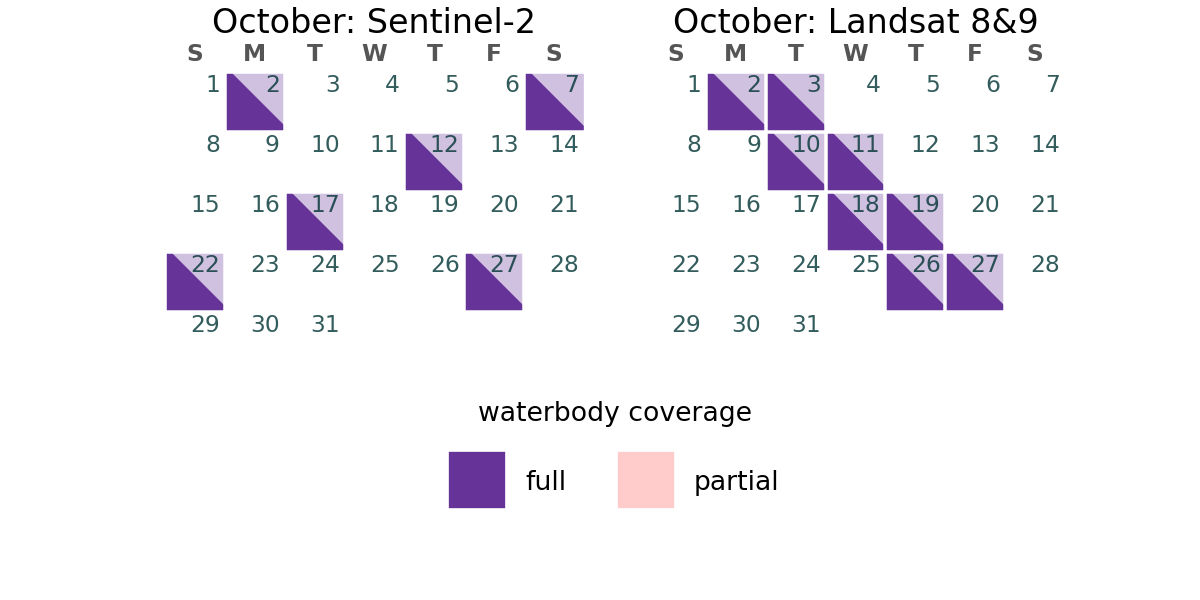 October: Sentinel-2
S M T W T F S
1 2 3 4 5 6 7
8 9 10 11 12 13 14
15 16 17 18 19 20 21
22 23 24 25 26 27 28
29 30 31
October: Landsat 8&9
S M T W T F S
1 2 3 4 5 6 7
8 9 10 11 12 13 14
15 16 17 18 19 20 21
22 23 24 25 26 27 28
29 30 31
waterbody coverage
full partial